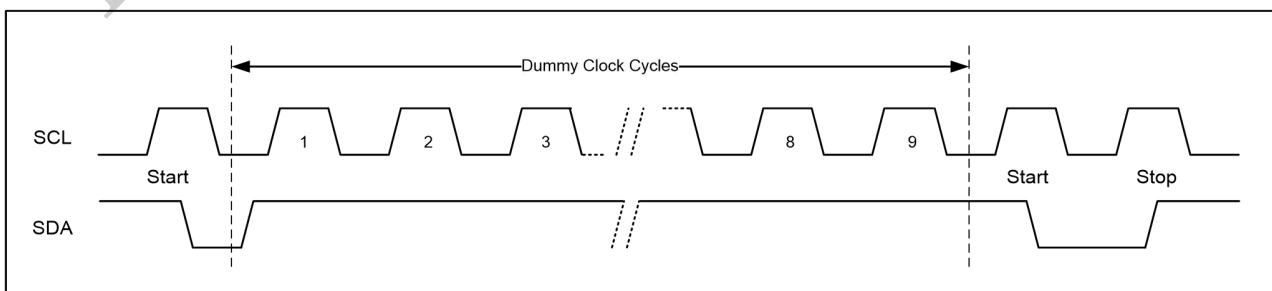 Dummy Clock Cycles
SCL
1 2 3 8 9
Start Start Stop
SDA